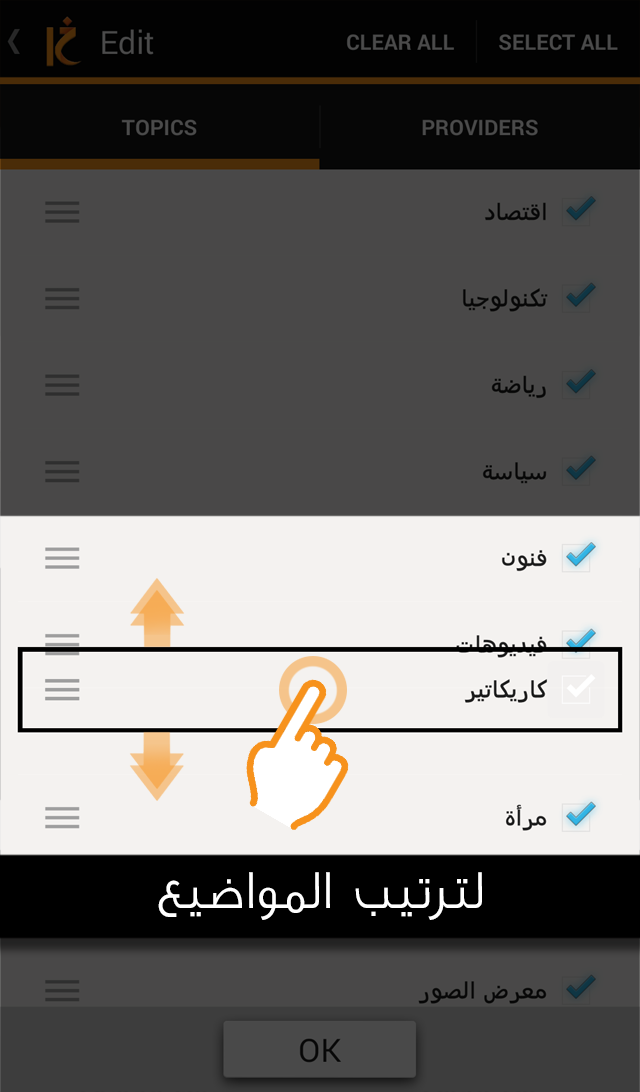 Edit
CLEAR ALL
SELECT ALL
TOPICS
PROVIDERS
اقتصاد
تكنولوجيا
رياضة
سياسة
فنون
فيديوهات
كاريكاتير
مرأة
لترتيب المواضيع
معرض الصور
OK